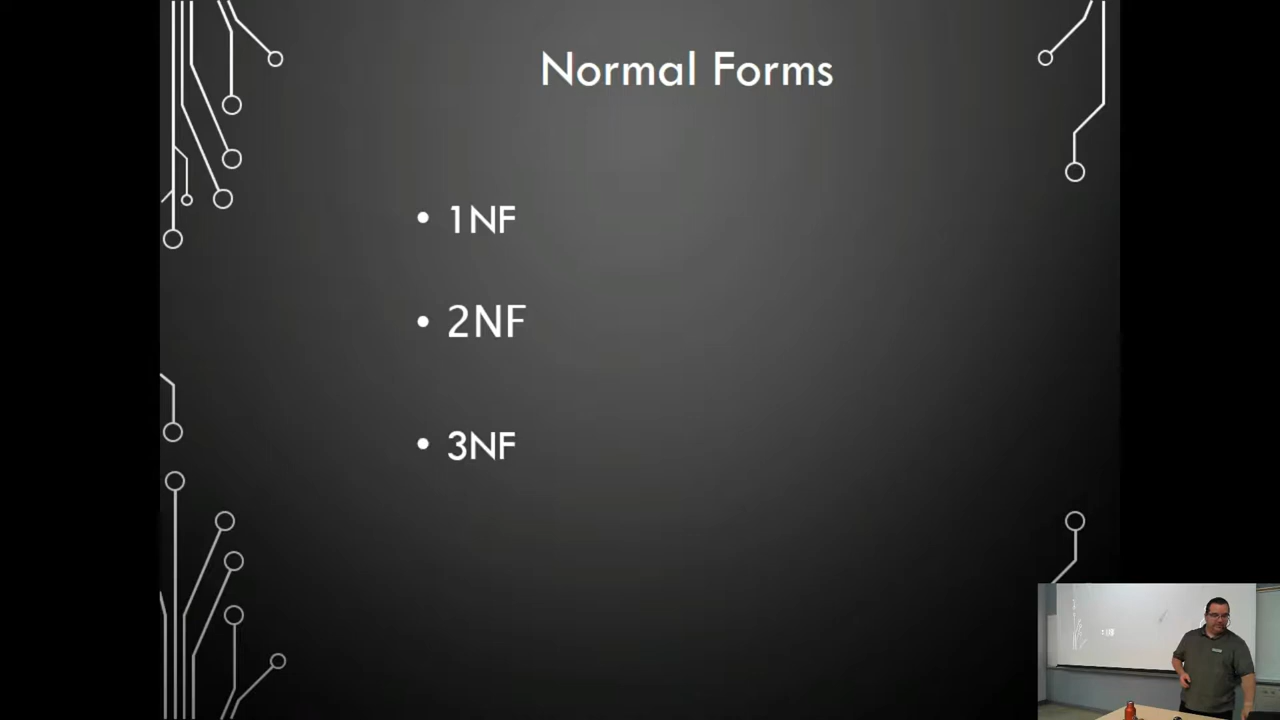 Normal Forms
• 1NF
• 2NF
• 3NF